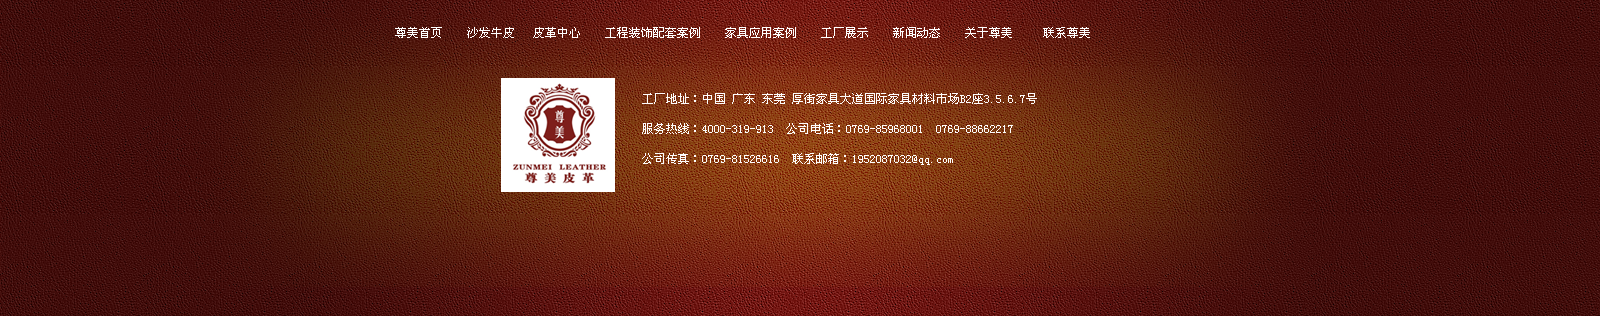 尊美首页 沙发牛皮 皮革中心 工程装饰配套案例 家具应用案例 工厂展示 新闻动态 关于尊美 联系尊美
尊美
ZUNMEI LEATHER
尊美皮革
工厂地址：中国 广东 东莞 厚街家具大道国际家具材料市场B2座3.5.6.7号
服务热线：4000-319-913 公司电话：0769-85968001 0769-88662217
公司传真：0769-81526616 联系邮箱：1952087032@qq.com